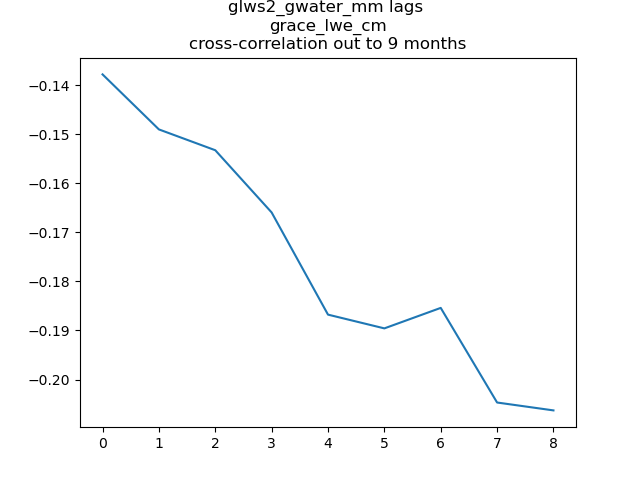 glws2_gwater_mm lags
grace_lwe_cm
cross-correlation out to 9 months
−0.14
−0.15
−0.16
−0.17
−0.18
−0.19
−0.20
0 1 2 3 4 5 6 7 8